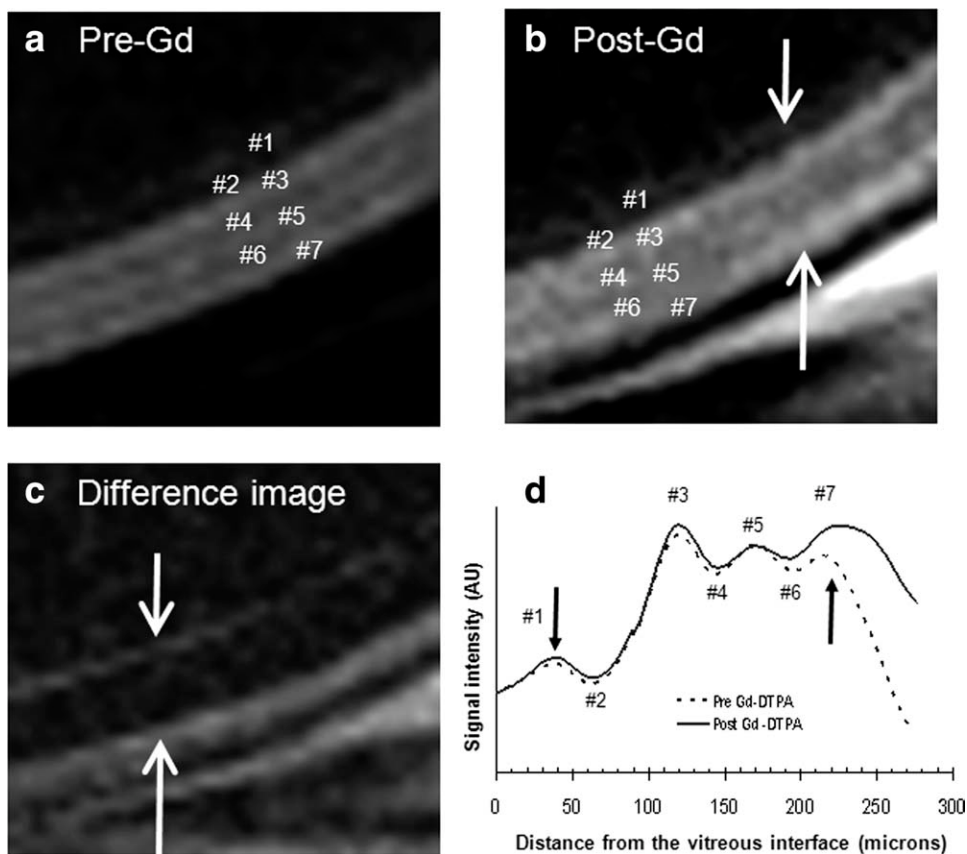 a Pre-Gd
#1
#2 #3
#4 #5
#6 #7
b Post-Gd
#1
#2 #3
#4 #5
#6 #7
c Difference image
d
#3
#7
#5
#4
#6
#1
#2
Signal intensity (AU)
Pre Gd-DTPA
Post Gd-DTPA
0 50 100 150 200 250 300
Distance from the vitreous interface (microns)